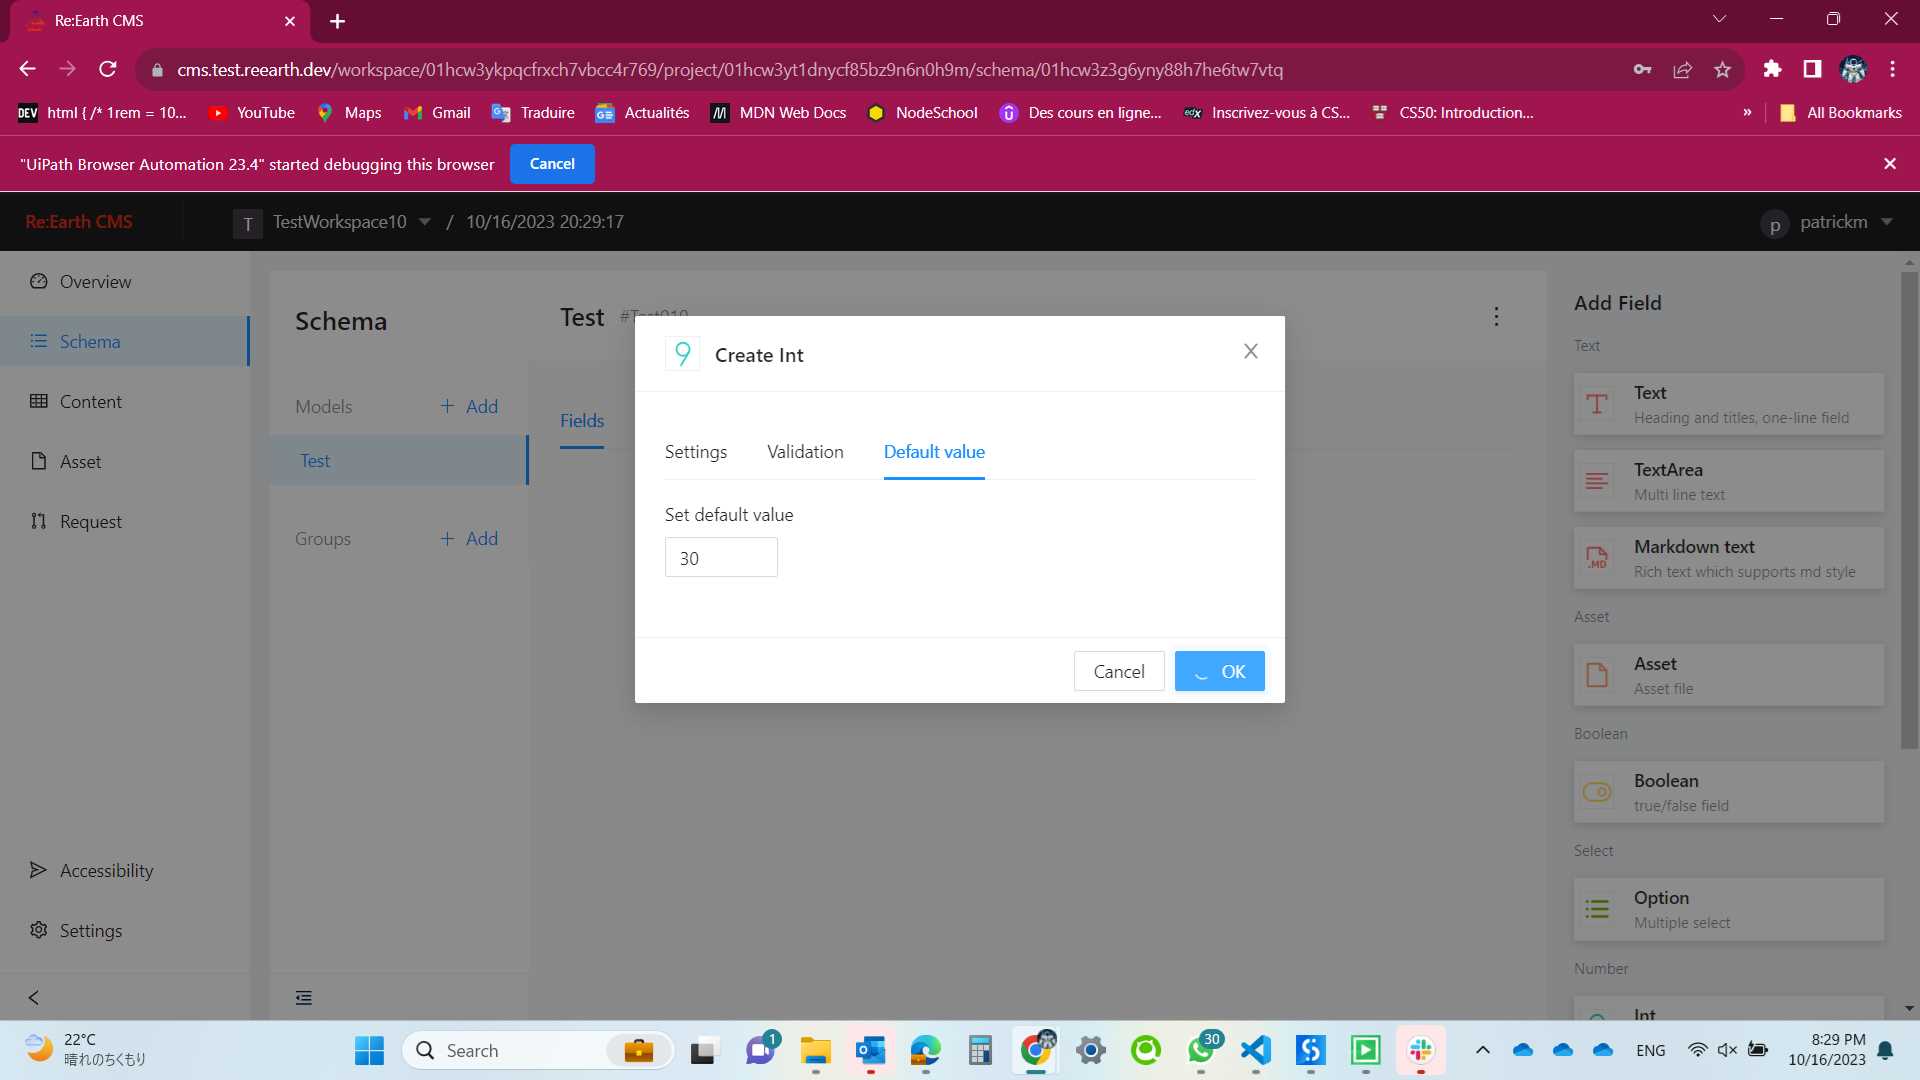 Re:Earth CMS
cms.test.reearth.dev/workspace/01hcw3ykpqcfrxch7vbcc4r769/project/01hcw3yt1dnycf85bz9n6n0h9m/schema/01hcw3z3g6yny88h7he6tw7vtq
DEV html { /* 1rem = 10... YouTube Maps Gmail Traduire Actualités MDN Web Docs NodeSchool Des cours en ligne... edX Inscrivez-vous à CS... CS50: Introduction... » All Bookmarks
"UiPath Browser Automation 23.4" started debugging this browser Cancel
Re:Earth CMS T TestWorkspace10 / 10/16/2023 20:29:17 p patrickm
Overview
Schema
Content
Asset
Request
Accessibility
Settings
Schema
Models + Add
Test
Groups + Add
Test
Fields
Create Int
Settings Validation Default value
Set default value
30
Cancel OK
Add Field
Text
Text
Heading and titles, one-line field
TextArea
Multi line text
Markdown text
.MD Rich text which supports md style
Asset
Asset
Asset file
Boolean
Boolean
true/false field
Select
Option
Multiple select
Number
Int
22°C
晴れのちくもり
Search
1
30
ENG
8:29 PM
10/16/2023